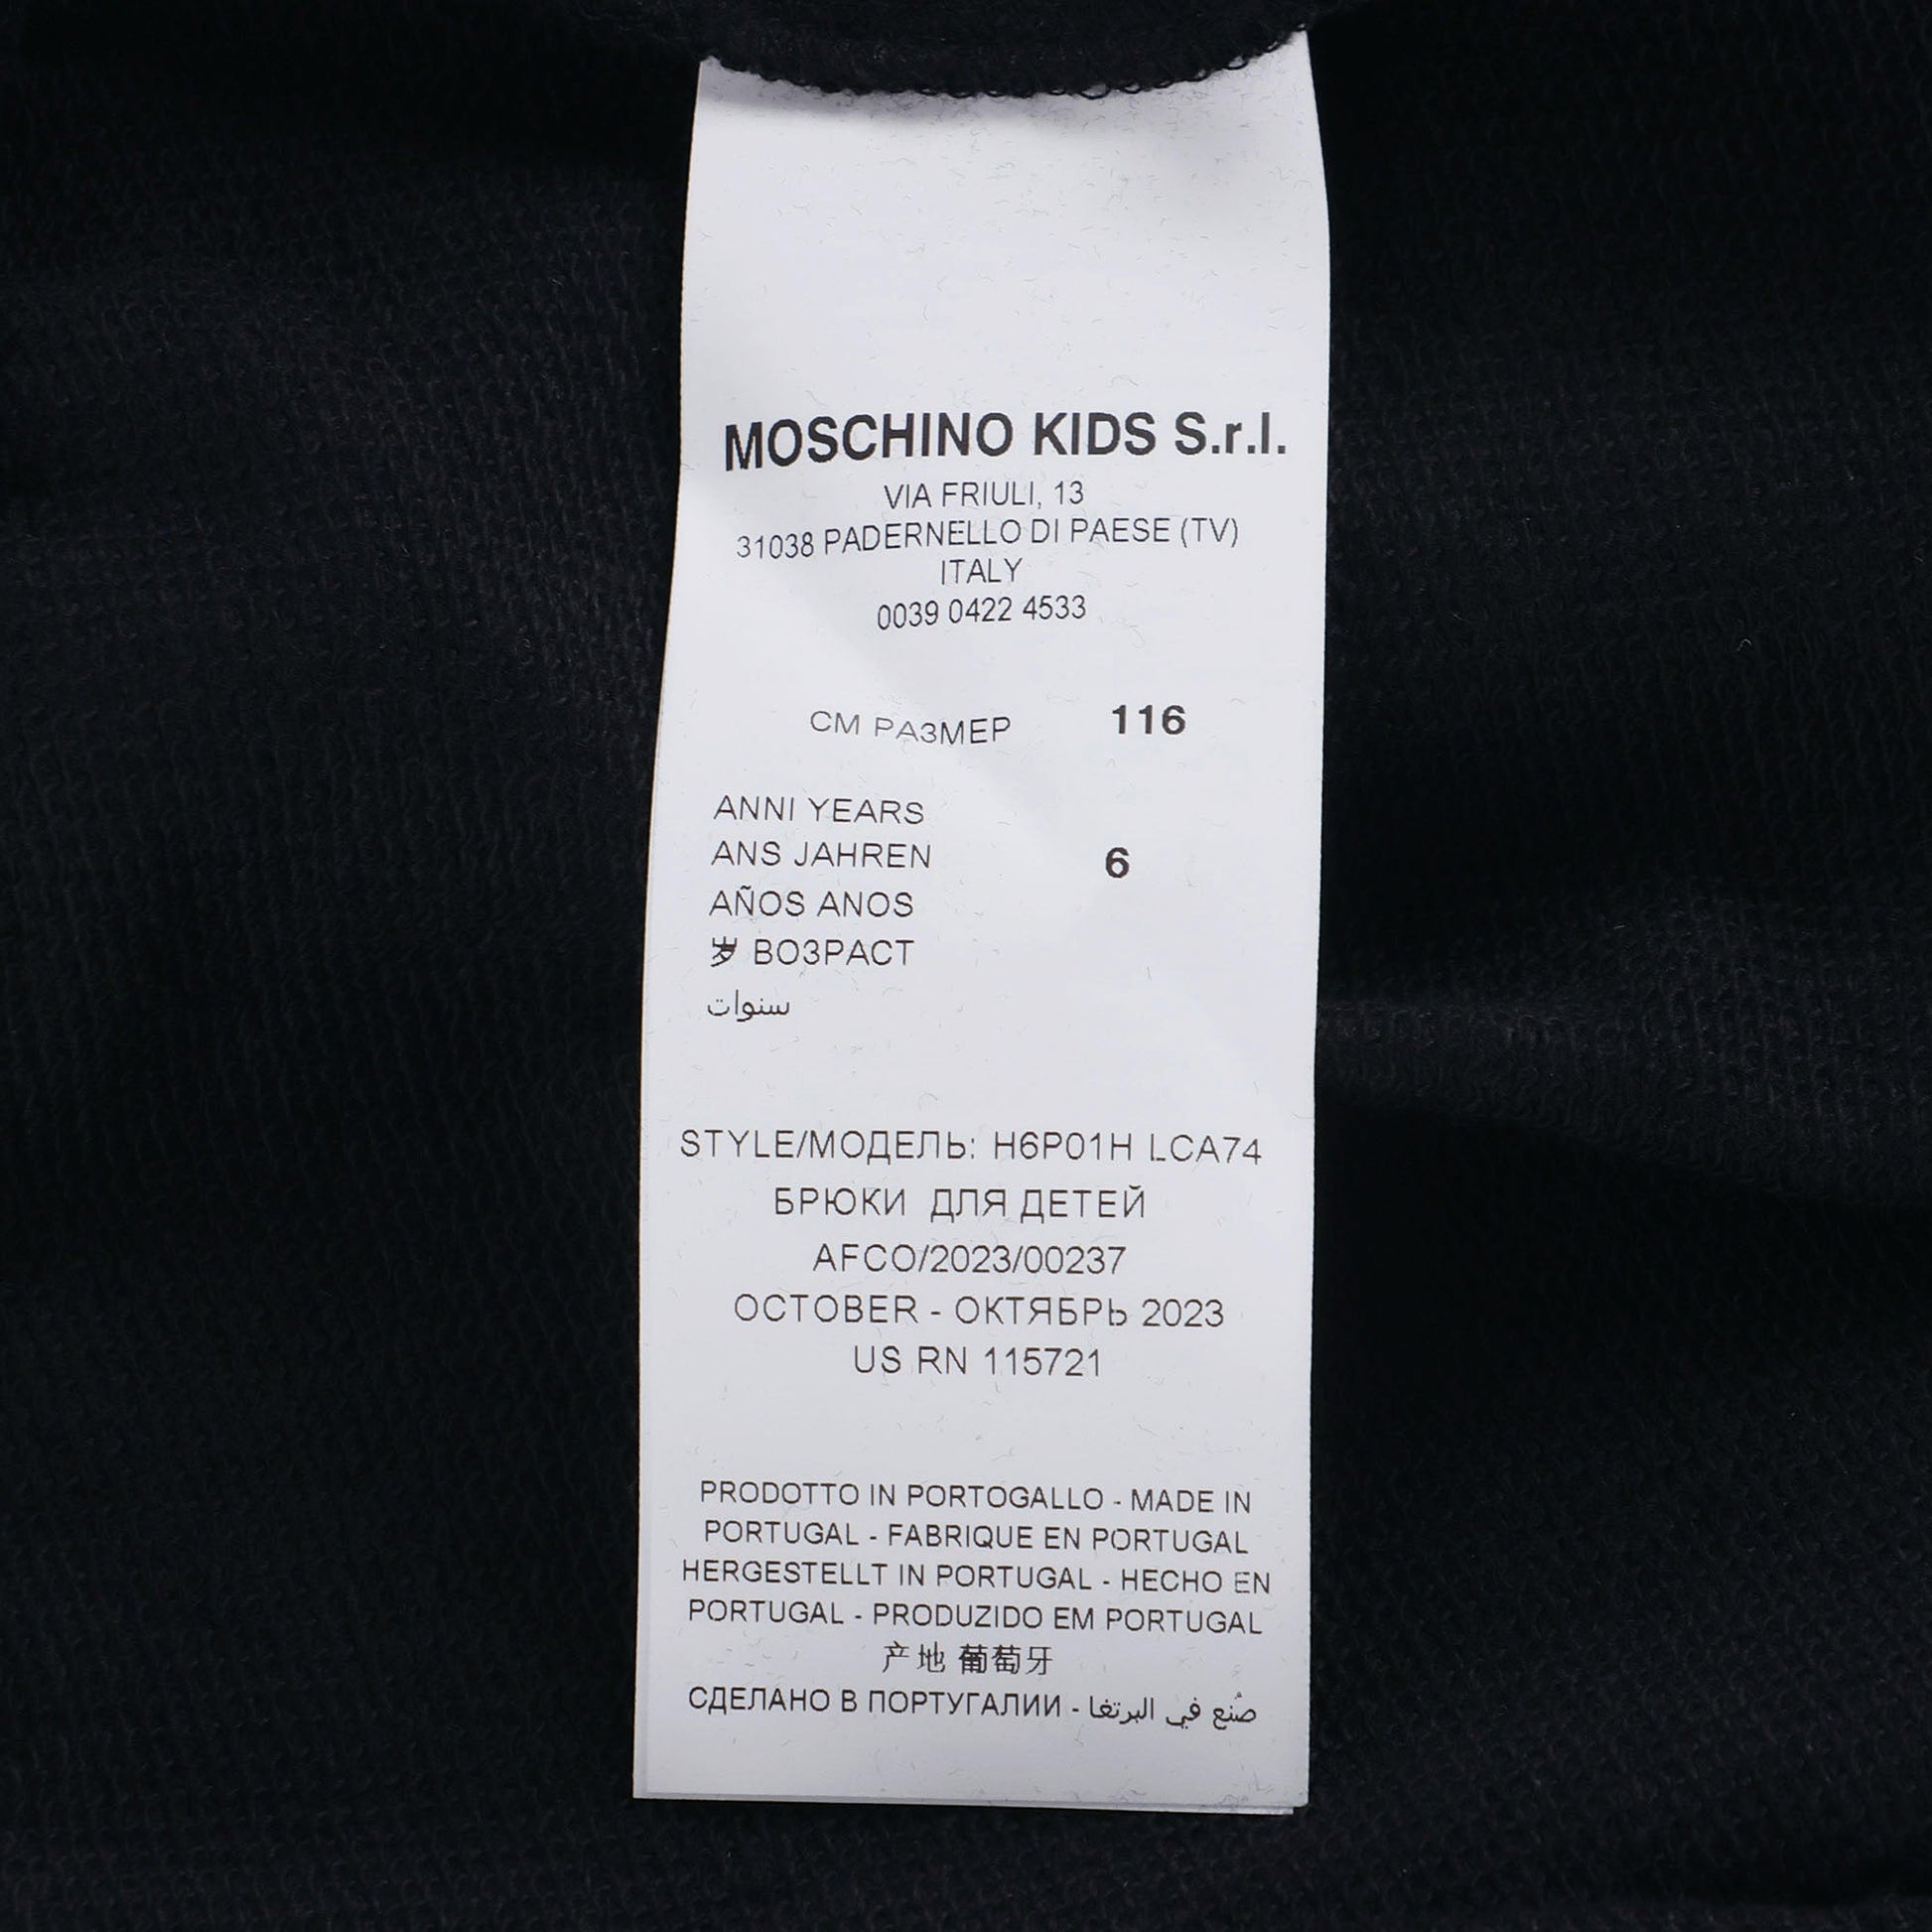 MOSCHINO KIDS S.r.l.
VIA FRIULI, 13
31038 PADERNELLO DI PAESE (TV)
ITALY
0039 0422 4533
СМ РАЗМЕР 116
ANNI YEARS
ANS JAHREN 6
AÑOS ANOS
岁 ВОЗРАСТ
سنوات
STYLE/МОДЕЛЬ: H6P01H LCA74
БРЮКИ ДЛЯ ДЕТЕЙ
AFCO/2023/00237
OCTOBER - ОКТЯБРЬ 2023
US RN 115721
PRODOTTO IN PORTOGALLO - MADE IN
PORTUGAL - FABRIQUE EN PORTUGAL
HERGESTELLT IN PORTUGAL - HECHO EN
PORTUGAL - PRODUZIDO EM PORTUGAL
产地 葡萄牙
СДЕЛАНО В ПОРТУГАЛИИ - صُنع في البرتغا